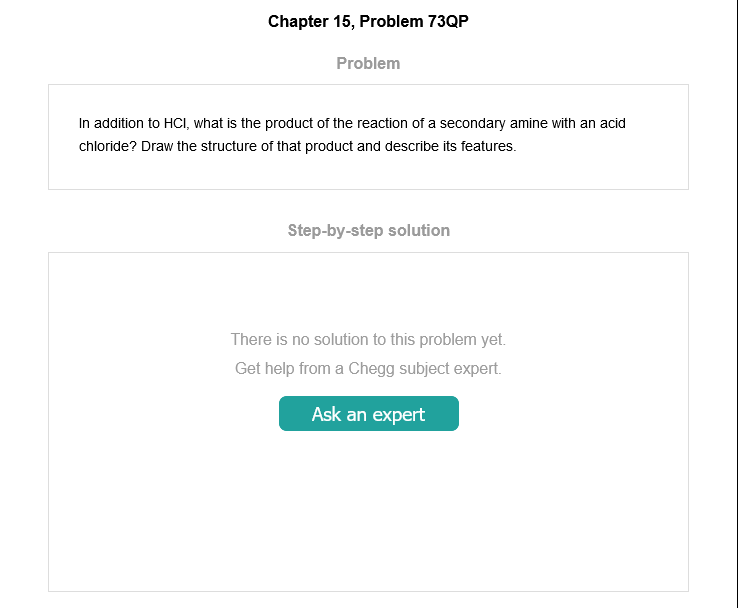 Chapter 15, Problem 73QP
Problem
In addition to HCl, what is the product of the reaction of a secondary amine with an acid
chloride? Draw the structure of that product and describe its features.
Step-by-step solution
There is no solution to this problem yet.
Get help from a Chegg subject expert.
Ask an expert